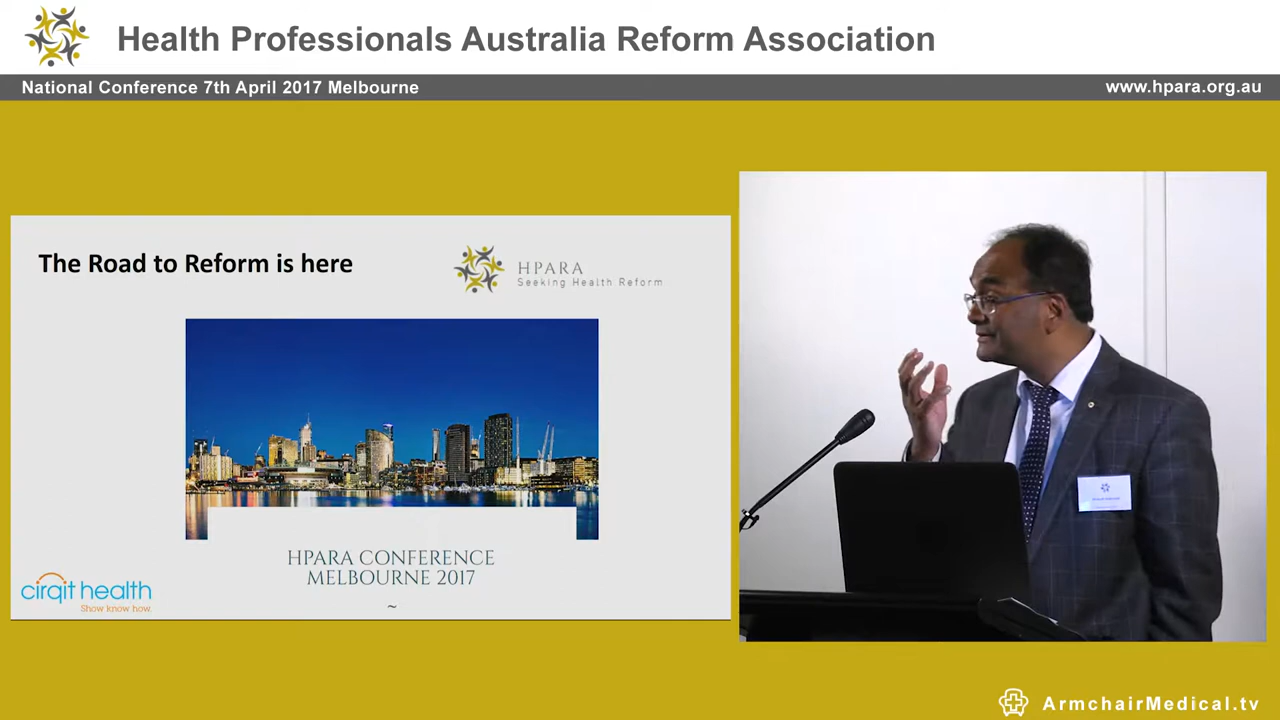 Health Professionals Australia Reform Association
National Conference 7th April 2017 Melbourne
www.hpara.org.au
The Road to Reform is here
HPARA
Seeking Health Reform
HPARA CONFERENCE
MELBOURNE 2017
~
cirqit health
Show know how.
ArmchairMedical.tv